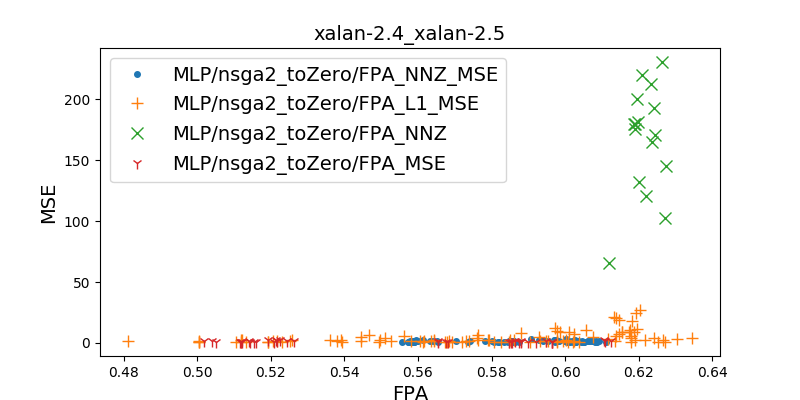 xalan-2.4_xalan-2.5
MLP/nsga2_toZero/FPA_NNZ_MSE
MLP/nsga2_toZero/FPA_L1_MSE
MLP/nsga2_toZero/FPA_NNZ
MLP/nsga2_toZero/FPA_MSE
MSE
200
150
100
50
0
0.48 0.50 0.52 0.54 0.56 0.58 0.60 0.62 0.64
FPA